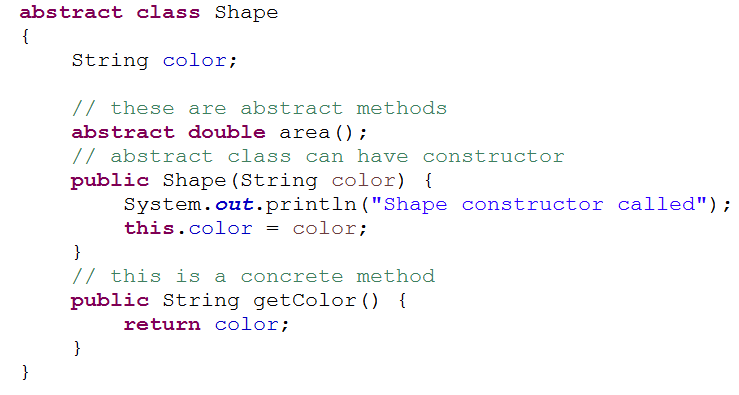 abstract class Shape
{
    String color;

    // these are abstract methods
    abstract double area();
    // abstract class can have constructor
    public Shape(String color) {
        System.out.println("Shape constructor called");
        this.color = color;
    }
    // this is a concrete method
    public String getColor() {
        return color;
    }
}